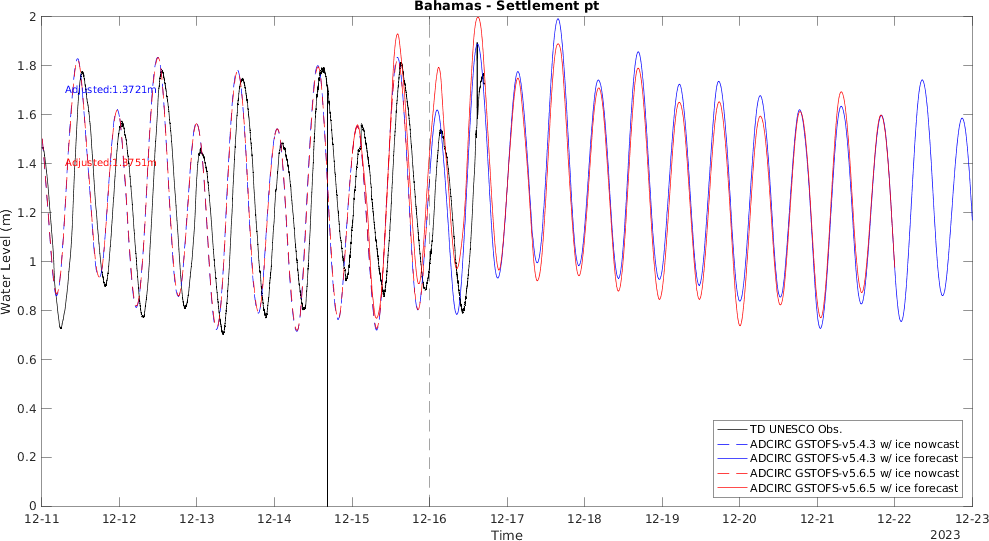 Bahamas - Settlement pt
2
1.8
1.6
1.4
1.2
1
0.8
0.6
0.4
0.2
0
Water Level (m)
Adjusted:1.3721m
Adjusted:1.3751m
TD UNESCO Obs.
ADCIRC GSTOFS-v5.4.3 w/ ice nowcast
ADCIRC GSTOFS-v5.4.3 w/ ice forecast
ADCIRC GSTOFS-v5.6.5 w/ ice nowcast
ADCIRC GSTOFS-v5.6.5 w/ ice forecast
12-11 12-12 12-13 12-14 12-15 12-16 12-17 12-18 12-19 12-20 12-21 12-22 12-23
Time
2023